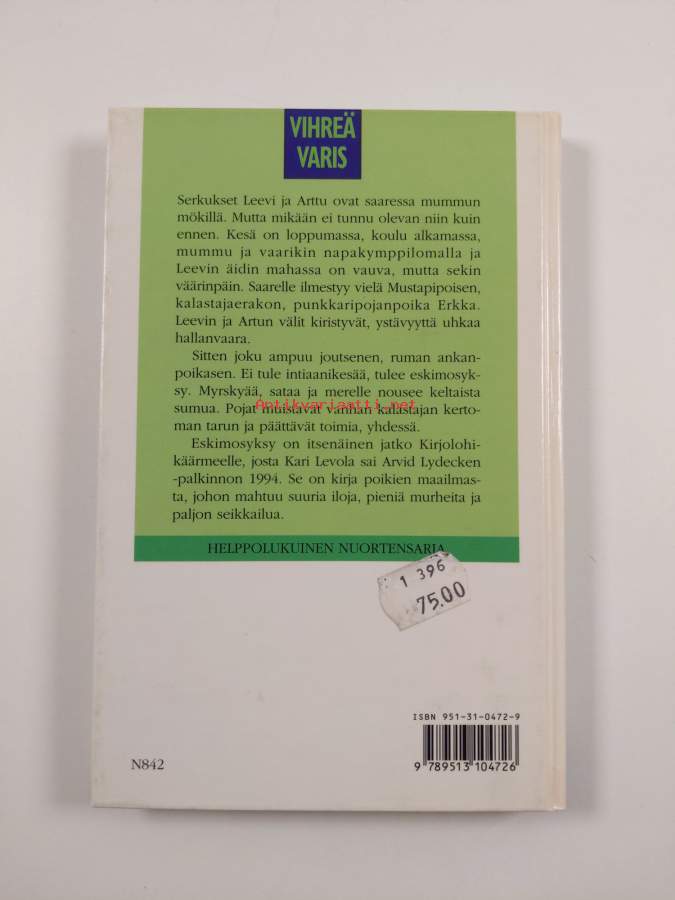 VIHREÄ
VARIS
Serkukset Leevi ja Arttu ovat saaressa mummun
mökillä. Mutta mikään ei tunnu olevan niin kuin
ennen. Kesä on loppumassa, koulu alkamassa,
mummu ja vaarikin napakymppilomalla ja
Leevin äidin mahassa on vauva, mutta sekin
väärinpäin. Saarelle ilmestyy vielä Mustapipoisen,
kalastajaerakon, punkkaripojanpoika Erkka.
Leevin ja Artun välit kiristyvät, ystävyyttä uhkaa
hallanvaara.
Sitten joku ampuu joutsenen, ruman ankan-
poikasen. Ei tule intiaanikesää, tulee eskimosyk-
sy. Myrskyää, sataa ja merelle nousee keltaista
sumua. Pojat muistavat vanhan kalastajan kerto-
man tarun ja päättävät toimia, yhdessä.
Antikvariaatti.net
Eskimosyksy on itsenäinen jatko Kirjolohi-
käärmeelle, josta Kari Levola sai Arvid Lydecken
-palkinnon 1994. Se on kirja poikien maailmas-
ta, johon mahtuu suuria iloja, pieniä murheita ja
paljon seikkailua.
HELPPOLUKUINEN NUORTENSARJA
1 396
75.00
ISBN 951-31-0472-9
9 789513 104726
N842